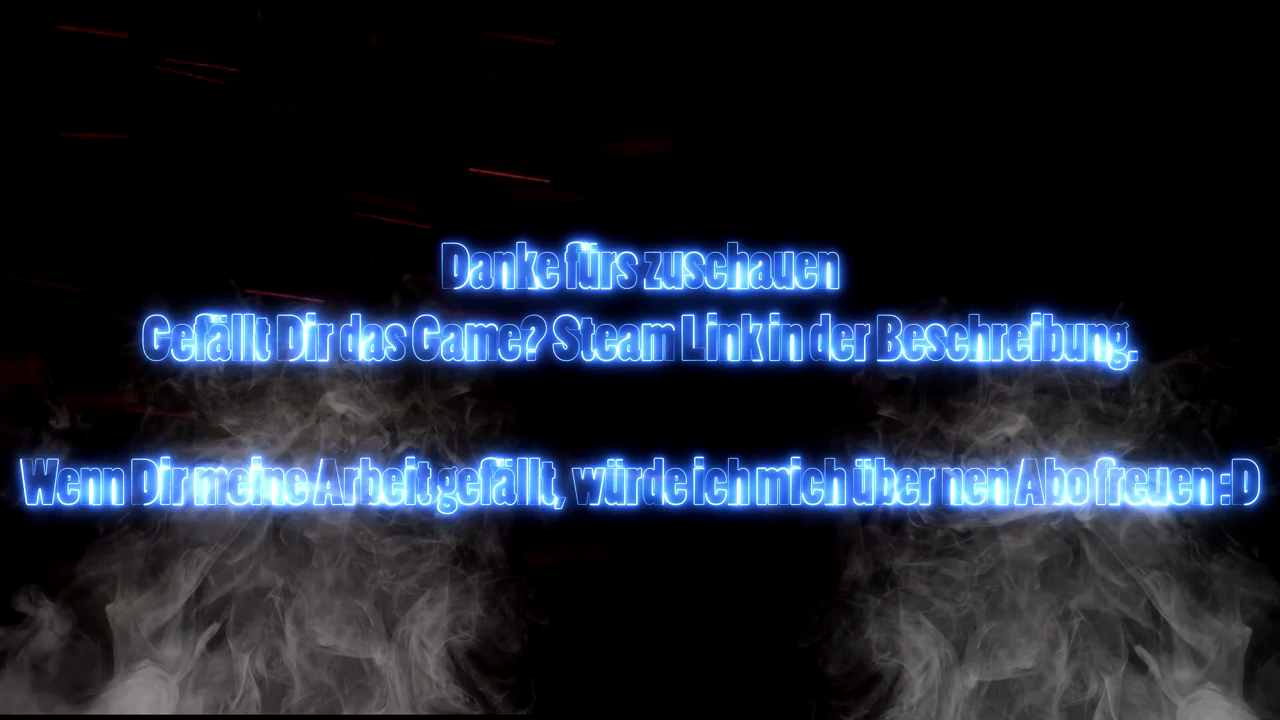 Danke fürs zuschauen
Gefällt Dir das Game? Steam Link in der Beschreibung.
Wenn Dir meine Arbeit gefällt, würde ich mich über nen Abo freuen :D